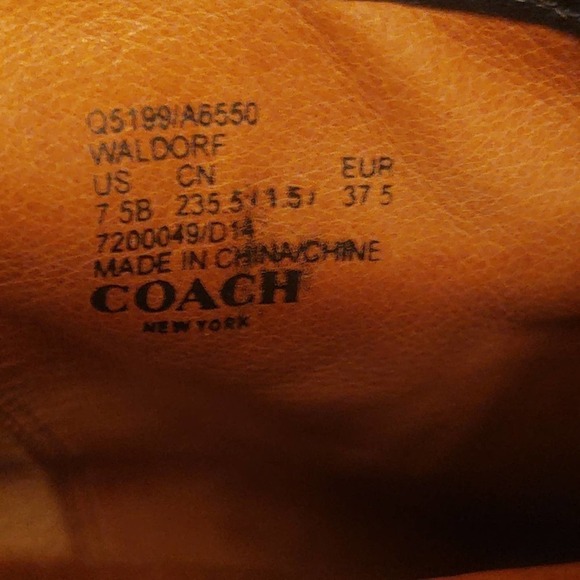 Q5199/A6550
WALDORF
US CN EUR
7.5B 235.5(1.5) 37.5
7200049/D14
MADE IN CHINA/CHINE
COACH
NEW YORK